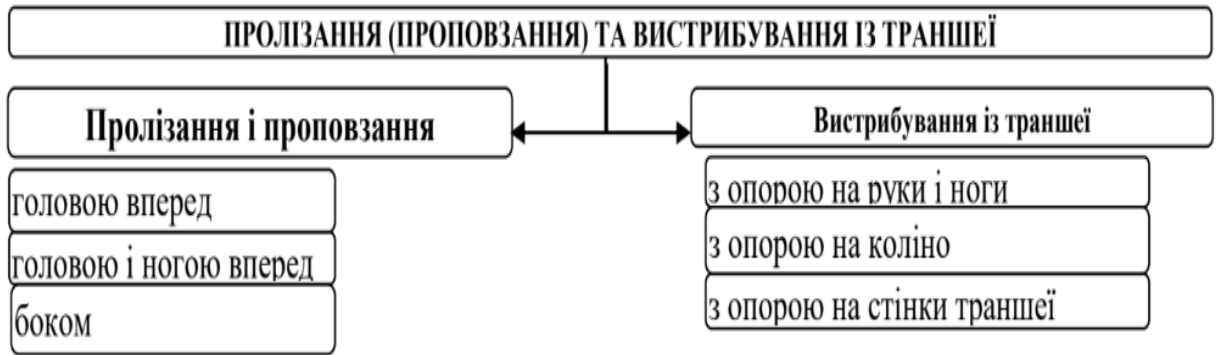 ПРОЛІЗАННЯ (ПРОПОВЗАННЯ) ТА ВИСТРИБУВАННЯ ІЗ ТРАНШЕЇ
Пролізання і проповзання
головою вперед
головою і ногою вперед
боком
Вистрибування із траншеї
з опорою на руки і ноги
з опорою на коліно
з опорою на стінки траншеї